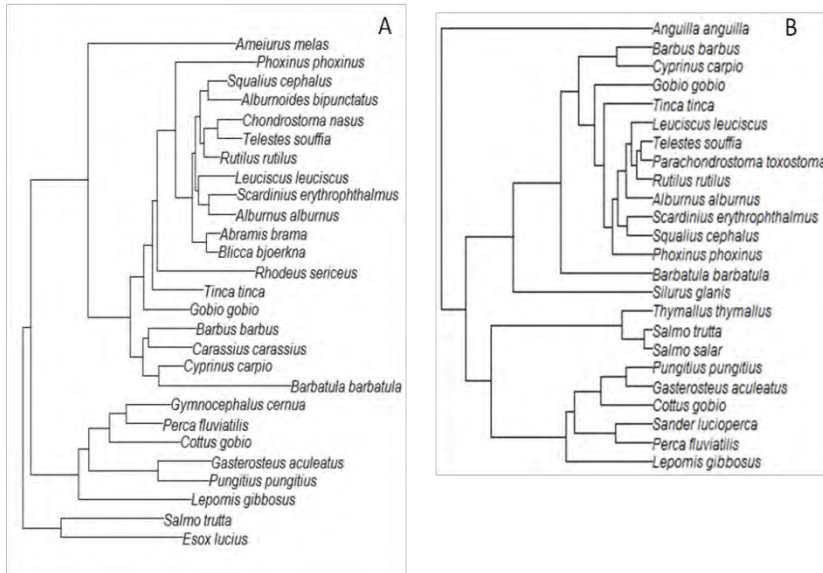 A
Ameiurus melas
Phoxinus phoxinus
Squalius cephalus
Alburnoides bipunctatus
Chondrostoma nasus
Telestes souffia
Rutilus rutilus
Leuciscus leuciscus
Scardinius erythrophthalmus
Alburnus alburnus
Abramis brama
Blicca bjoerkna
Rhodeus sericeus
Tinca tinca
Gobio gobio
Barbus barbus
Carassius carassius
Cyprinus carpio
Barbatula barbatula
Gymnocephalus cernua
Perca fluviatilis
Cottus gobio
Gasterosteus aculeatus
Pungitius pungitius
Lepomis gibbosus
Salmo trutta
Esox lucius
B
Anguilla anguilla
Barbus barbus
Cyprinus carpio
Gobio gobio
Tinca tinca
Leuciscus leuciscus
Telestes souffia
Parachondrostoma toxostoma
Rutilus rutilus
Alburnus alburnus
Scardinius erythrophthalmus
Squalius cephalus
Phoxinus phoxinus
Barbatula barbatula
Silurus glanis
Thymallus thymallus
Salmo trutta
Salmo salar
Pungitius pungitius
Gasterosteus aculeatus
Cottus gobio
Sander lucioperca
Perca fluviatilis
Lepomis gibbosus